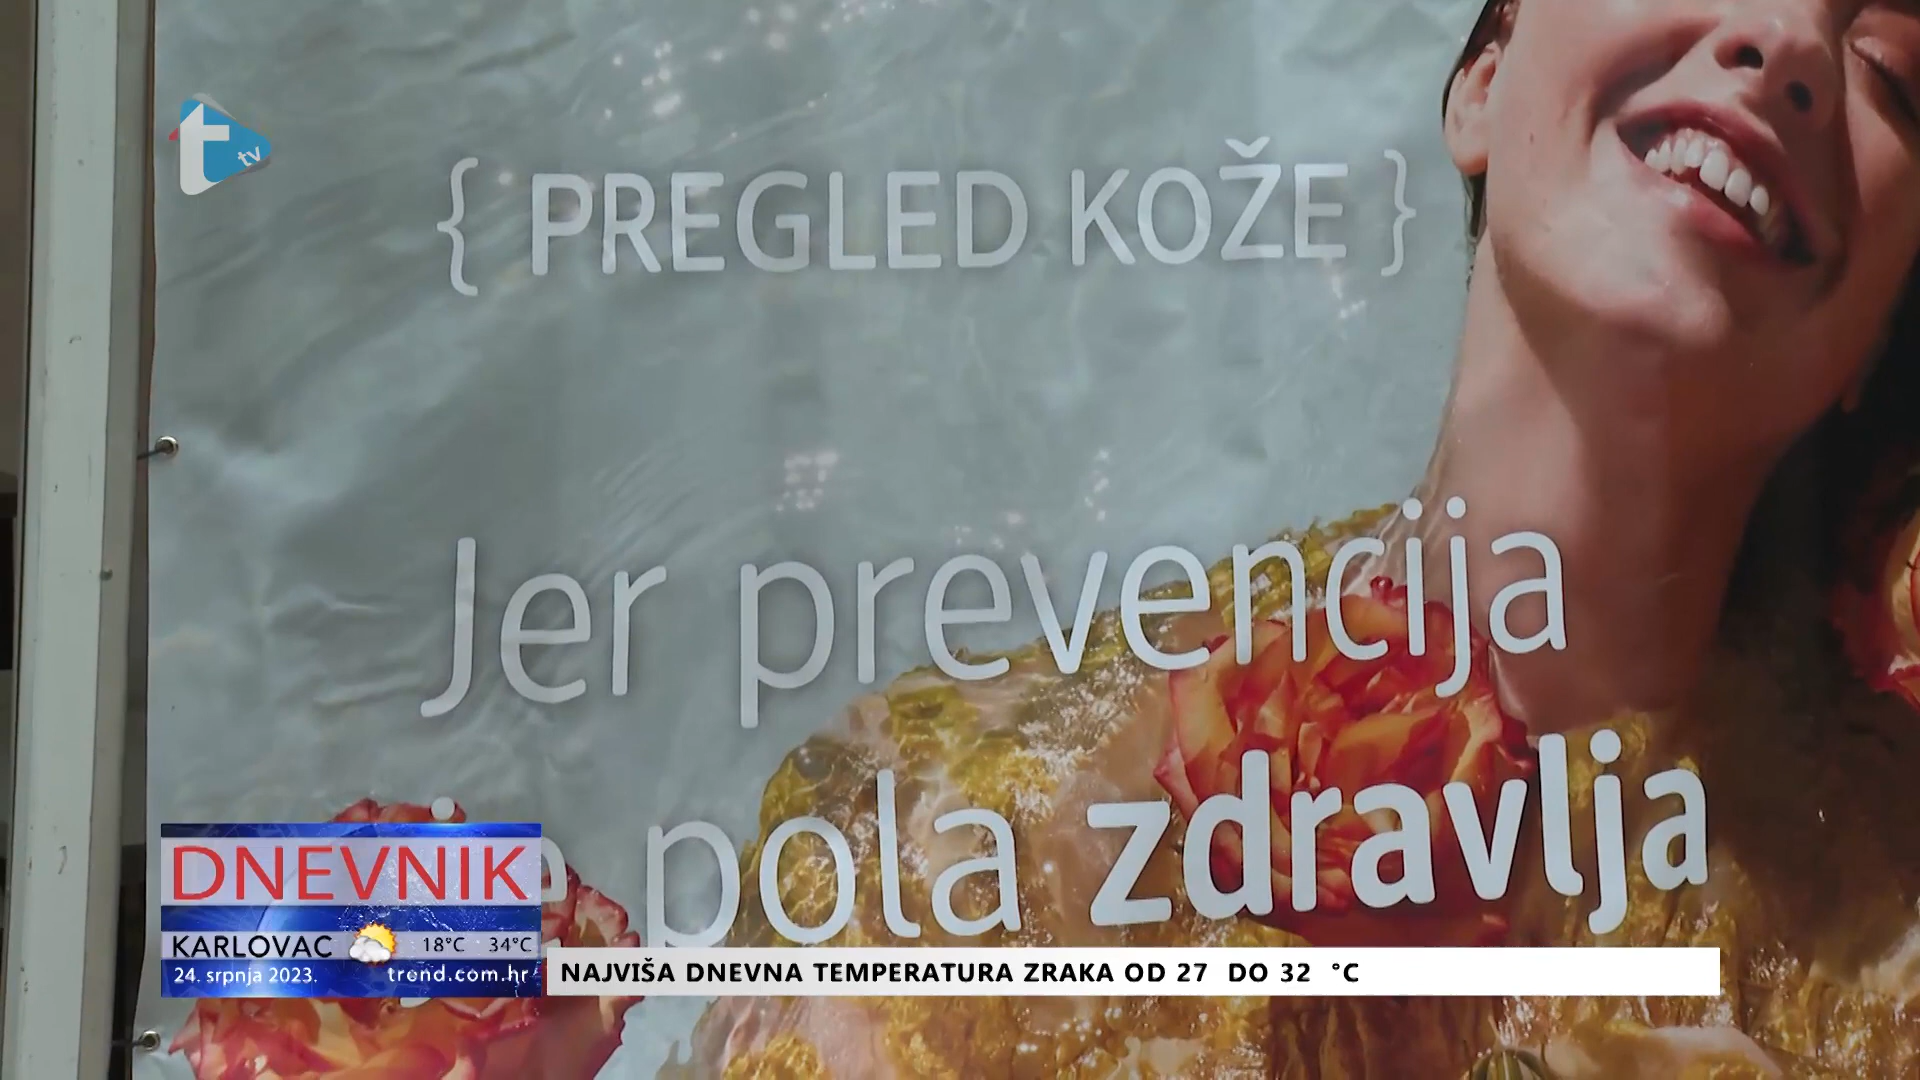 t tv
{ PREGLED KOŽE }
Jer prevencija
je pola zdravlja
DNEVNIK
KARLOVAC 18°C 34°C
24. srpnja 2023. trend.com.hr
NAJVIŠA DNEVNA TEMPERATURA ZRAKA OD 27 DO 32 °C